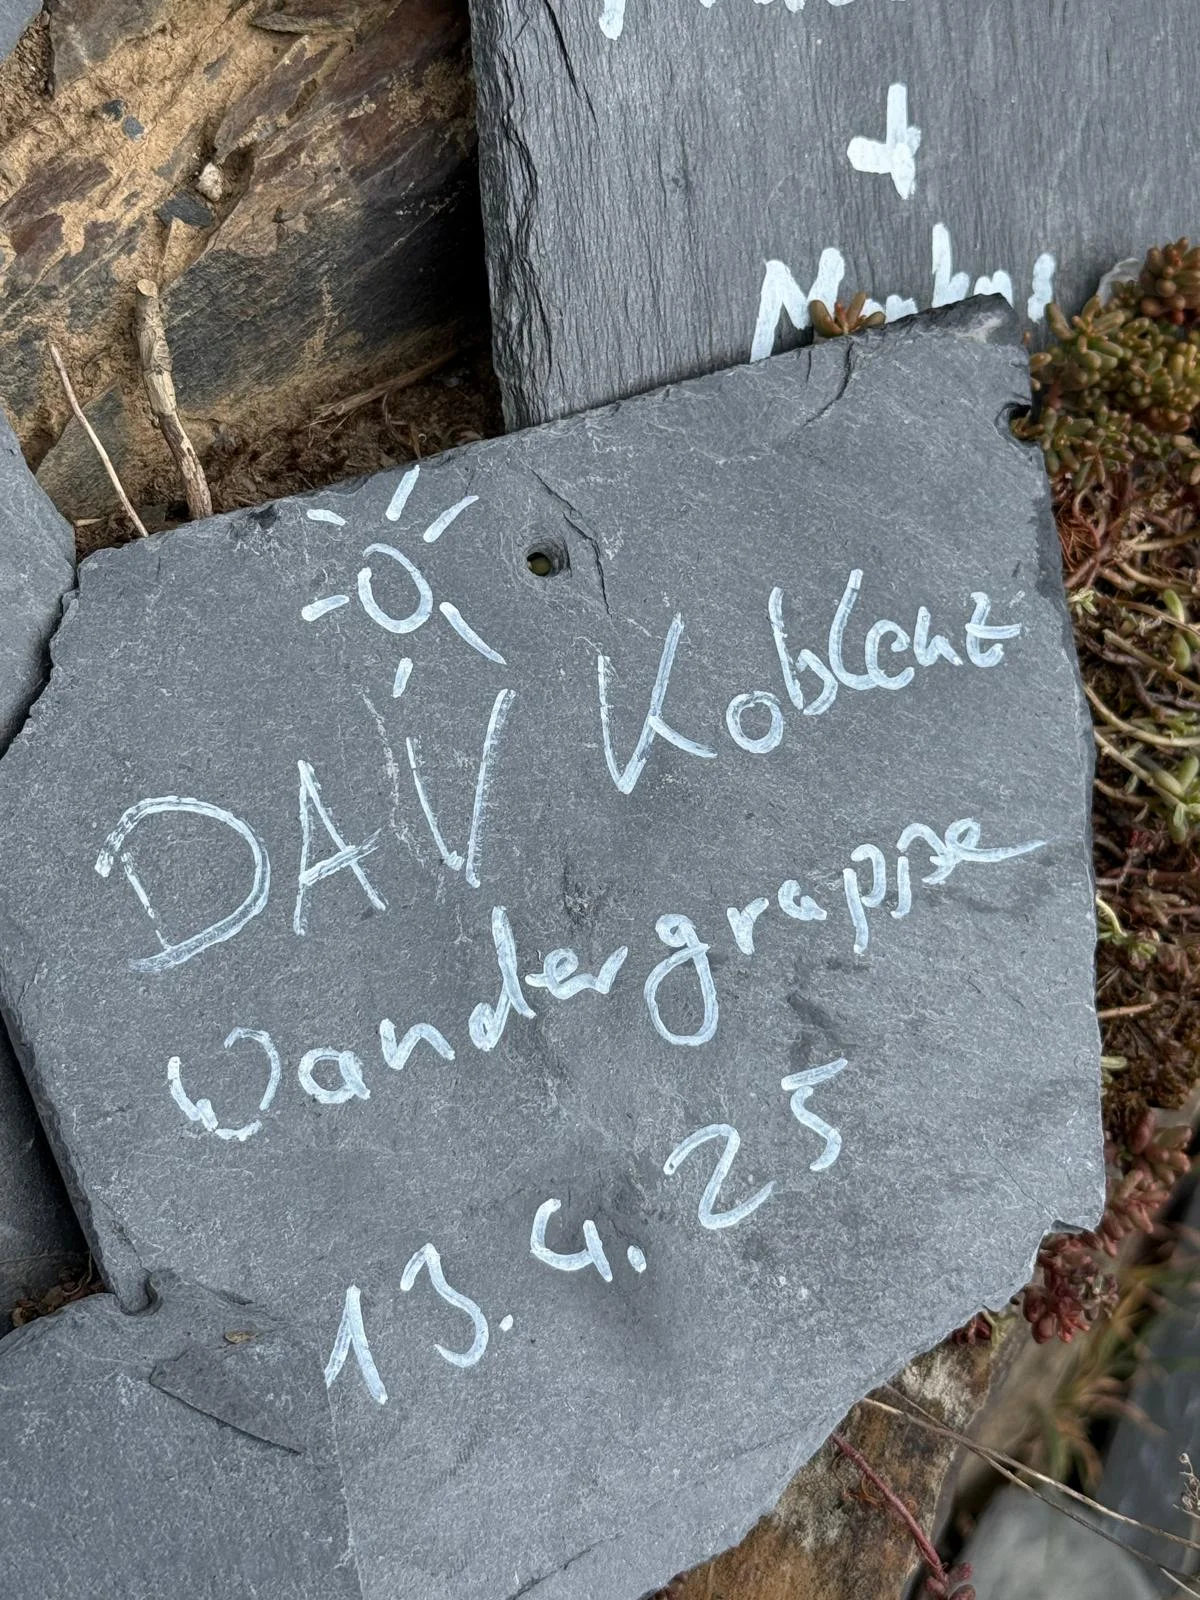 +
DAV Koblenz
Wandergruppe
13.4.25